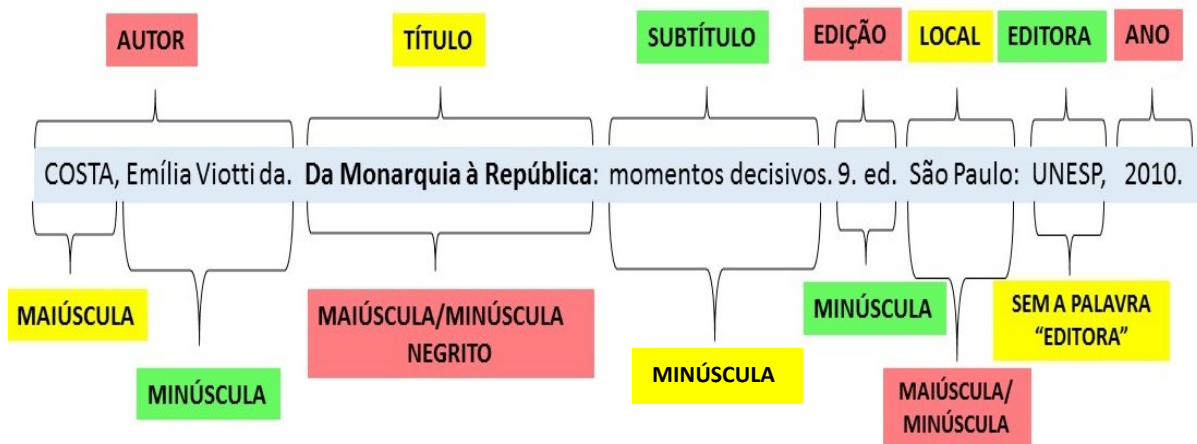 AUTOR TÍTULO SUBTÍTULO EDIÇÃO LOCAL EDITORA ANO
COSTA, Emília Viotti da. Da Monarquia à República: momentos decisivos. 9. ed. São Paulo: UNESP, 2010.
MAIÚSCULA
MINÚSCULA
MAIÚSCULA/MINÚSCULA
NEGRITO
MINÚSCULA
MINÚSCULA
MAIÚSCULA/
MINÚSCULA
SEM A PALAVRA
“EDITORA”